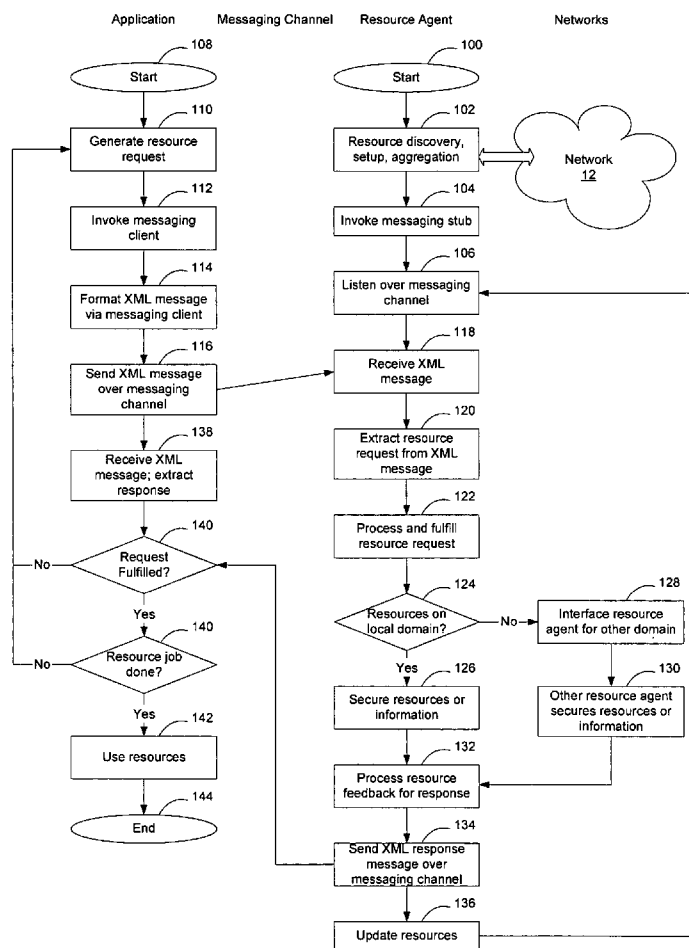 Application
Messaging Channel
Resource Agent
Networks
108
Start
110
Generate resource
request
112
Invoke messaging
client
114
Format XML message
via messaging client
116
Send XML message
over messaging
channel
138
Receive XML
message; extract
response
140
Request
Fulfilled?
No
Yes
140
Resource job
done?
No
Yes
142
Use resources
144
End
100
Start
102
Resource discovery,
setup, aggregation
Network
12
104
Invoke messaging stub
106
Listen over messaging
channel
118
Receive XML
message
120
Extract resource
request from XML
message
122
Process and fulfill
resource request
124
Resources on
local domain?
No
Yes
128
Interface resource
agent for other domain
130
Other resource agent
secures resources or
information
126
Secure resources or
information
132
Process resource
feedback for response
134
Send XML response
message over
messaging channel
136
Update resources